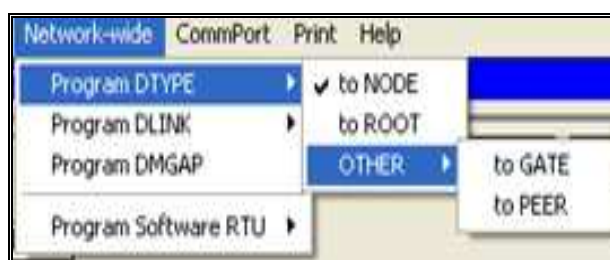 Network-wide CommPort Print Help
Program DTYPE
Program DLINK
Program DMGAP
Program Software RTU
to NODE
to ROOT
OTHER
to GATE
to PEER